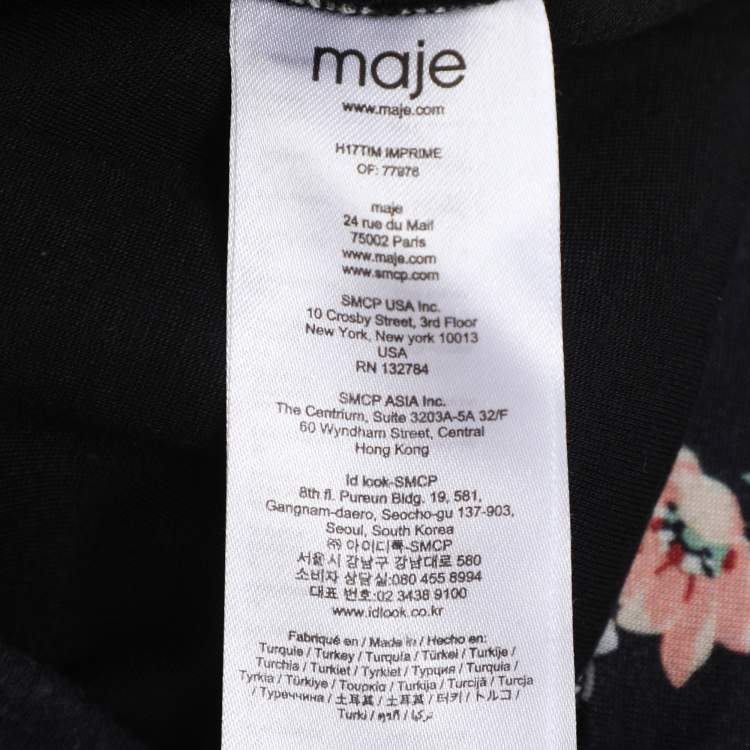 maje
www.maje.com
H17TIM IMPRIME
OF: 77976
maje
24 rue du Mail
75002 Paris
www.maje.com
www.smcp.com
SMCP USA Inc.
10 Crosby Street, 3rd Floor
New York, New york 10013
USA
RN 132784
SMCP ASIA Inc.
The Centrium, Suite 3203A-5A 32/F
60 Wyndham Street, Central
Hong Kong
Id look-SMCP
8th fl. Pureun Bldg. 19, 581,
Gangnam-daero, Seocho-gu 137-903,
Seoul, South Korea
㈜ 아이디룩-SMCP
서울시 강남구 강남대로 580
소비자 상담실:080 455 8994
대표 번호:02 3438 9100
www.idlook.co.kr
Fabriqué en / Made in / Hecho en:
Turquie / Turkey / Turquía / Türkei / Turkije /
Turchia / Turkiet / Tyrkiet / Турция / Turquia /
Tyrkia / Türkiye / Τουρκία / Turkija / Turcijā / Turcja
/ Туреччина / 土耳其 / 土耳其 / 터키 / トルコ /
Turki / ตุรกี / تركيا